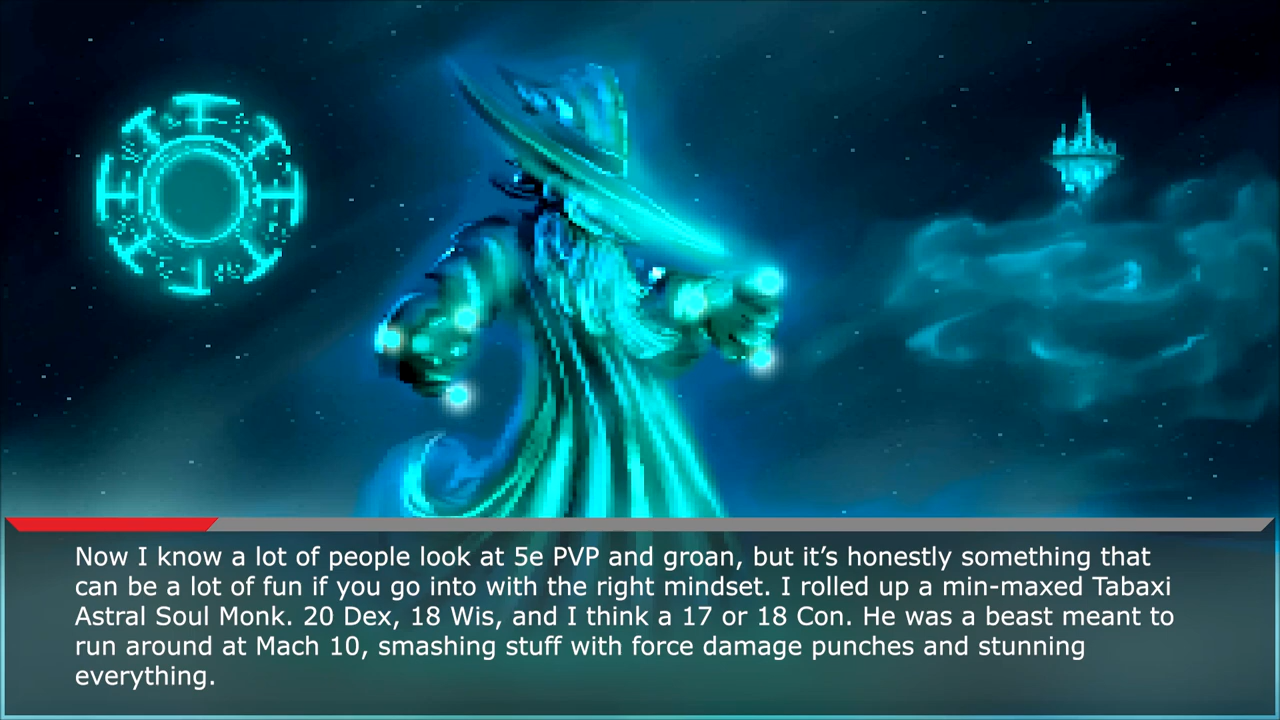 Now I know a lot of people look at 5e PVP and groan, but it’s honestly something that
can be a lot of fun if you go into with the right mindset. I rolled up a min-maxed Tabaxi
Astral Soul Monk. 20 Dex, 18 Wis, and I think a 17 or 18 Con. He was a beast meant to
run around at Mach 10, smashing stuff with force damage punches and stunning
everything.